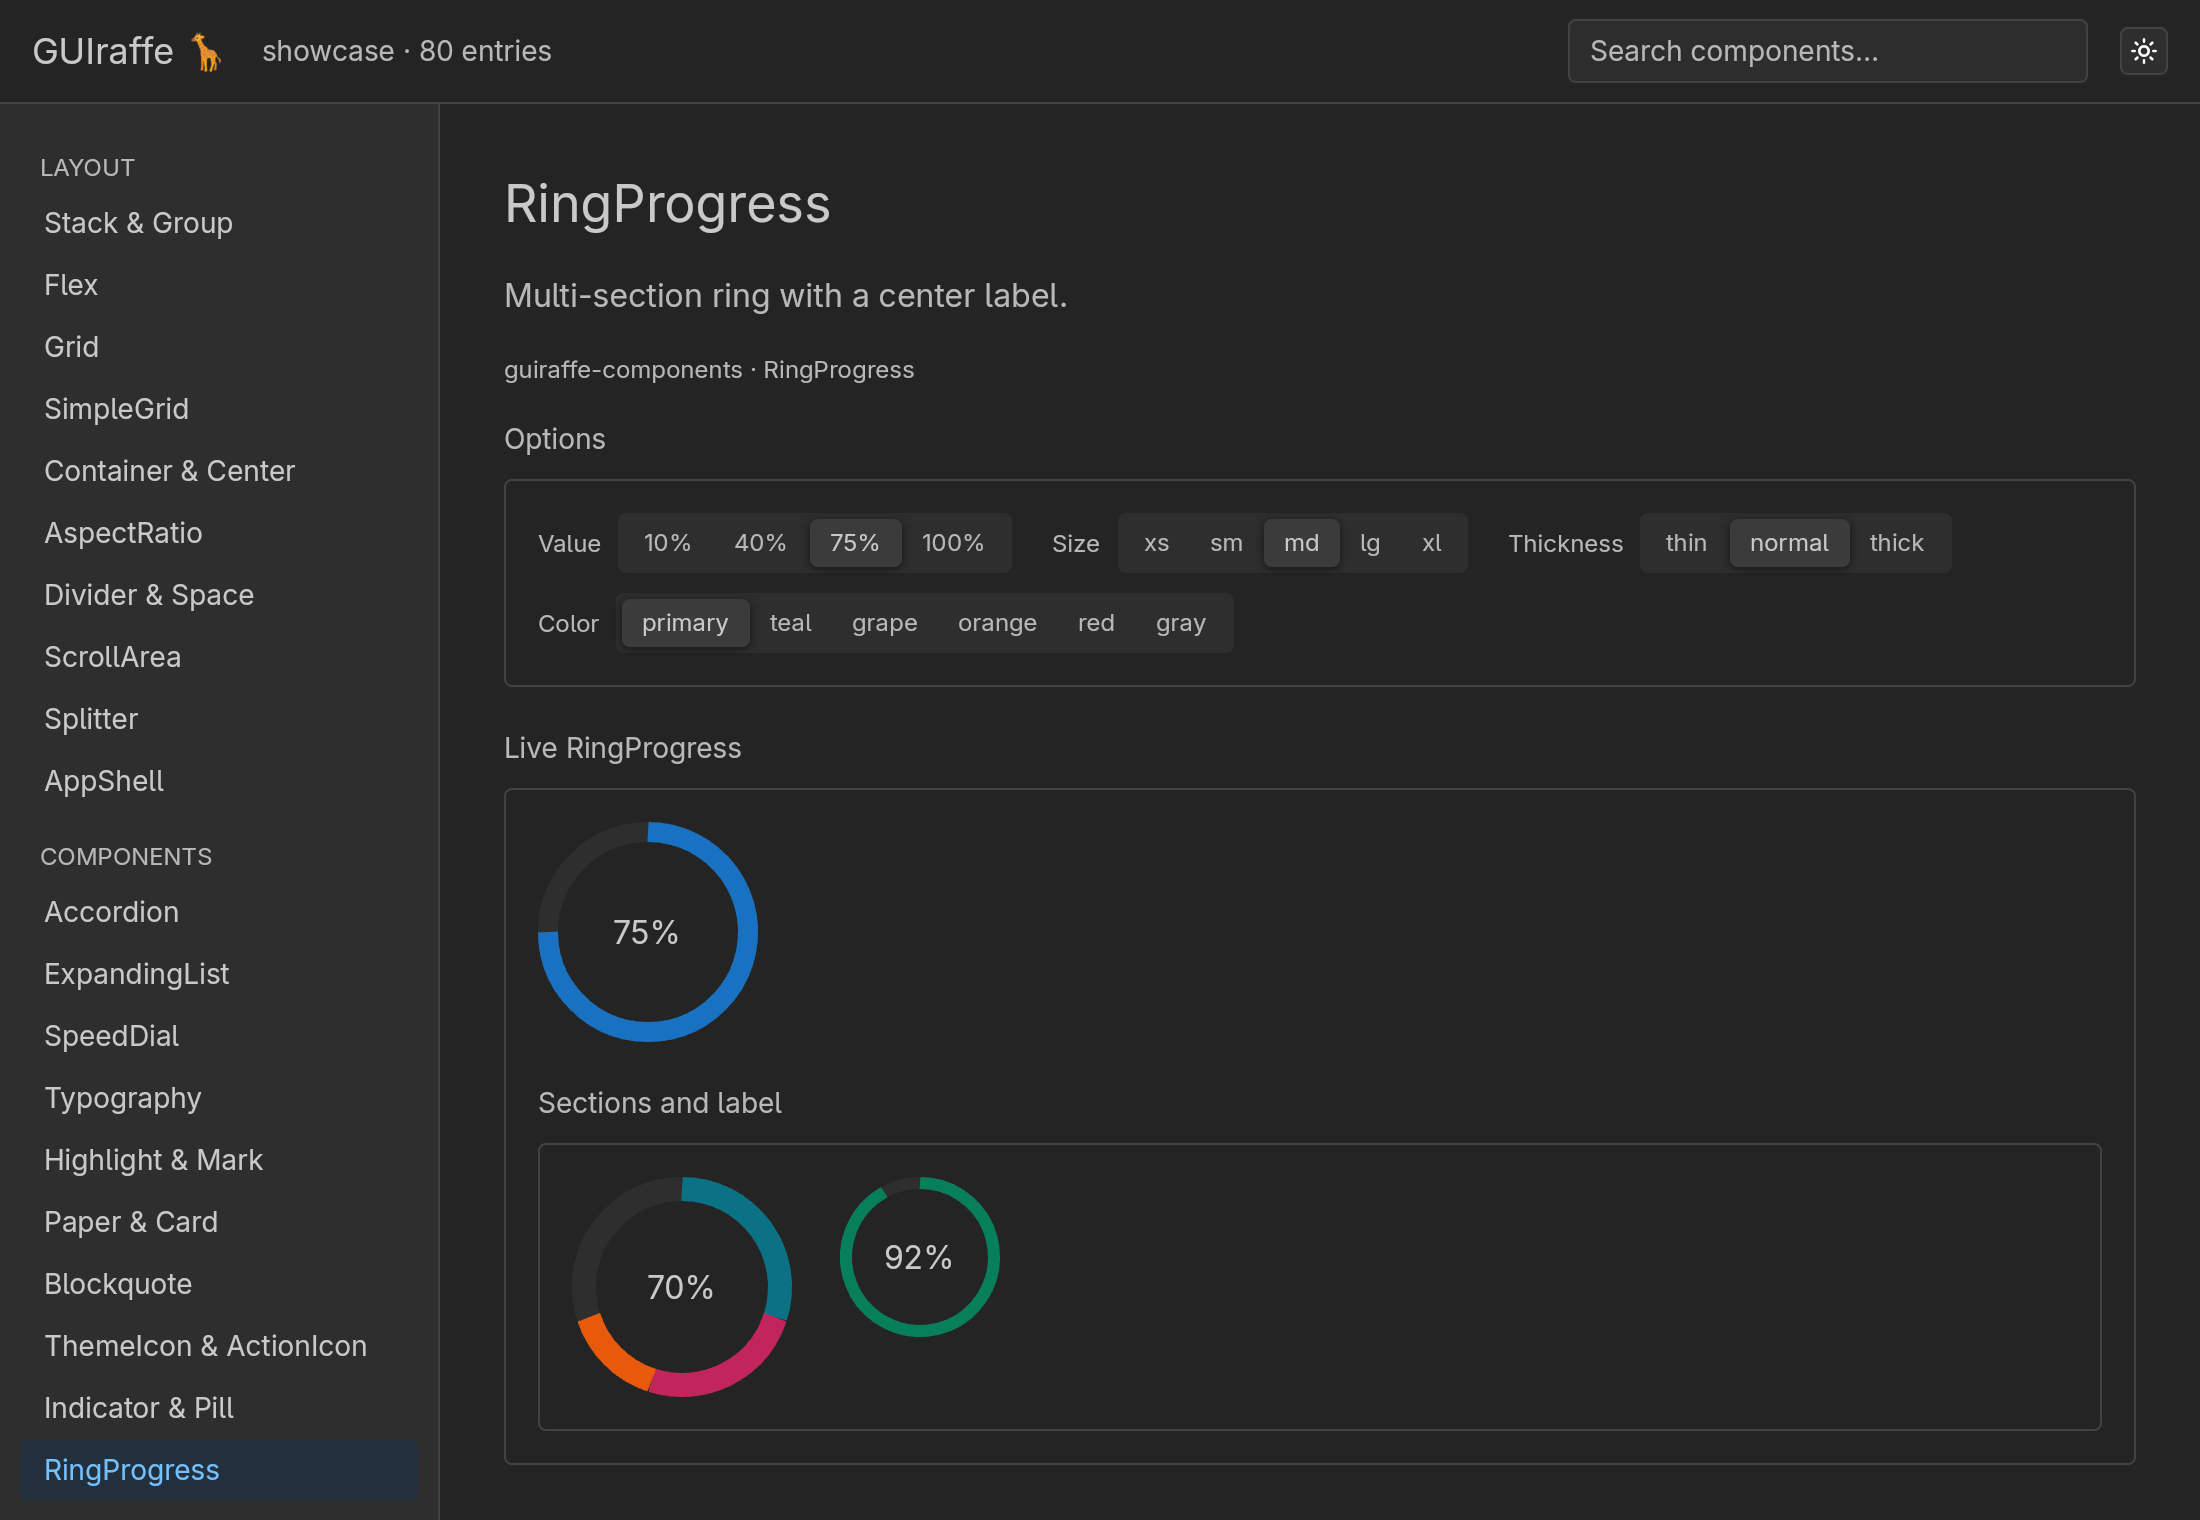 GUIraffe 🦒 showcase · 80 entries Search components...
LAYOUT
Stack & Group
Flex
Grid
SimpleGrid
Container & Center
AspectRatio
Divider & Space
ScrollArea
Splitter
AppShell
COMPONENTS
Accordion
ExpandingList
SpeedDial
Typography
Highlight & Mark
Paper & Card
Blockquote
ThemeIcon & ActionIcon
Indicator & Pill
RingProgress
RingProgress
Multi-section ring with a center label.
guiraffe-components · RingProgress
Options
Value 10% 40% 75% 100% Size xs sm md lg xl Thickness thin normal thick
Color primary teal grape orange red gray
Live RingProgress
75%
Sections and label
70% 92%